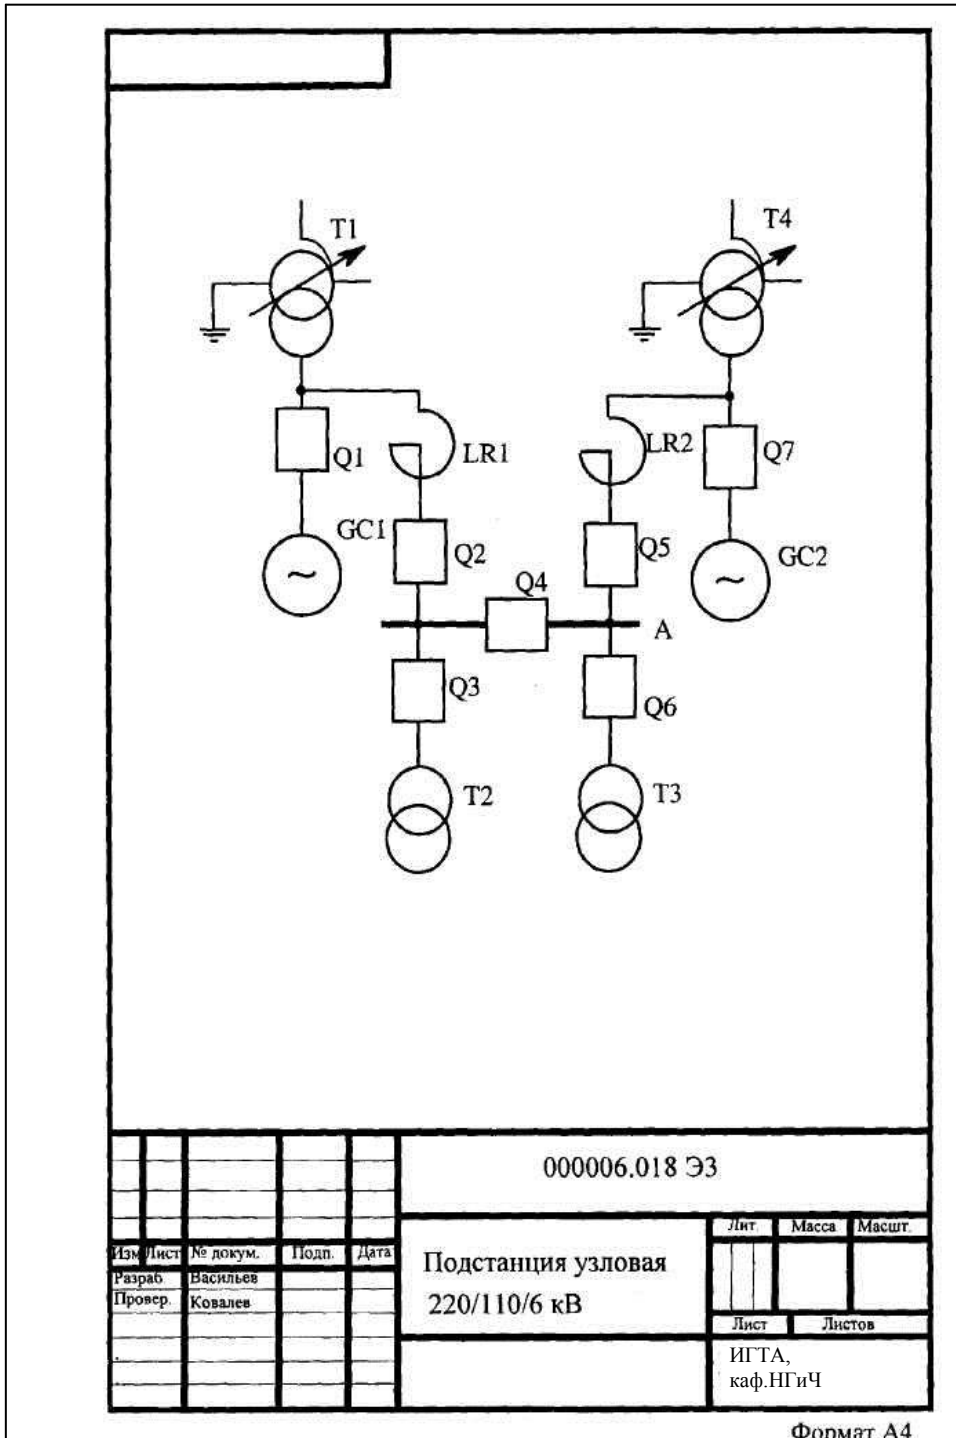 T1
T4
LR1
LR2
Q1
Q7
GC1
Q2
Q5
GC2
Q4
A
Q3
Q6
T2
T3
000006.018 ЭЗ
Лит. Масса Масшт.
Изм Лист № докум. Подп. Дата
Подстанция узловая
220/110/6 кВ
Разраб Васильев
Провер. Ковалев
Лист Листов
ИГТА,
каф.НГиЧ
Формат А4